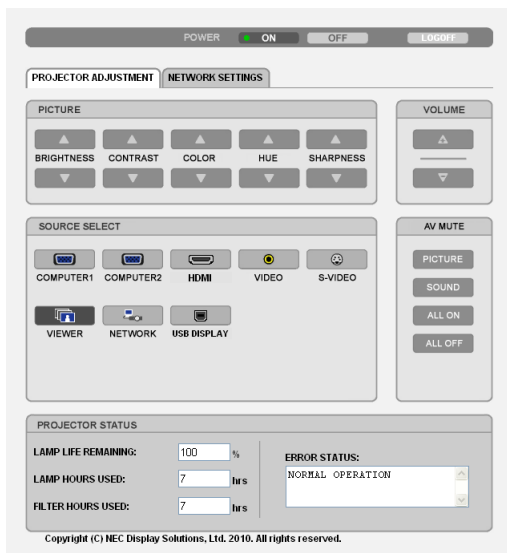 POWER ON OFF LOGOFF
PROJECTOR ADJUSTMENT NETWORK SETTINGS
PICTURE
BRIGHTNESS CONTRAST COLOR HUE SHARPNESS
VOLUME
SOURCE SELECT
COMPUTER1 COMPUTER2 HDMI VIDEO S-VIDEO
VIEWER NETWORK USB DISPLAY
AV MUTE
PICTURE
SOUND
ALL ON
ALL OFF
PROJECTOR STATUS
LAMP LIFE REMAINING: 100 %
LAMP HOURS USED: 7 hrs
FILTER HOURS USED: 7 hrs
ERROR STATUS:
NORMAL OPERATION
Copyright (C) NEC Display Solutions, Ltd. 2010. All rights reserved.